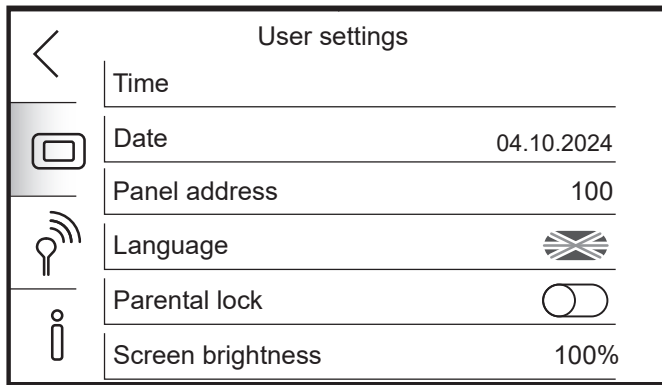 User settings
Time
Date 04.10.2024
Panel address 100
Language
Parental lock
Screen brightness 100%